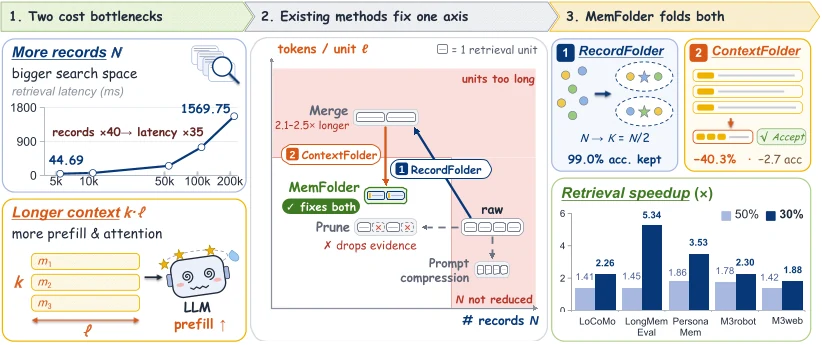 1. Two cost bottlenecks
2. Existing methods fix one axis
3. MemFolder folds both
More records N
bigger search space
retrieval latency (ms)
1800
900
0
1569.75
records ×40→ latency ×35
44.69
5k
10k
50k
100k
200k
Longer context k·ℓ
more prefill & attention
k
m1
m2
m3
ℓ
LLM
prefill ↑
tokens / unit ℓ
= 1 retrieval unit
units too long
Merge
2.1–2.5× longer
2 ContextFolder
1 RecordFolder
MemFolder
✓ fixes both
raw
Prune
✗ drops evidence
Prompt
compression
N not reduced
# records N
1 RecordFolder
N → K = N/2
99.0% acc. kept
2 ContextFolder
√ Accept
−40.3% · −2.7 acc
Retrieval speedup (×)
50%
30%
6
4
2
0
1.41
2.26
1.45
5.34
1.86
3.53
1.78
2.30
1.42
1.88
LoCoMo
LongMem
Eval
Persona
Mem
M3robot
M3web